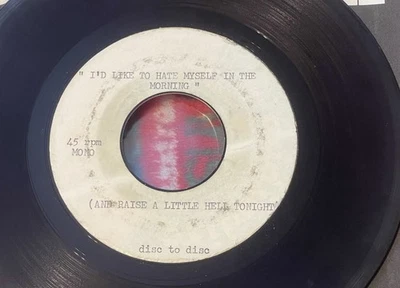 " I'D LIKE TO HATE MYSELF IN THE
MORNING "
45 rpm
MONO
(AND RAISE A LITTLE HELL TONIGHT
disc to disc